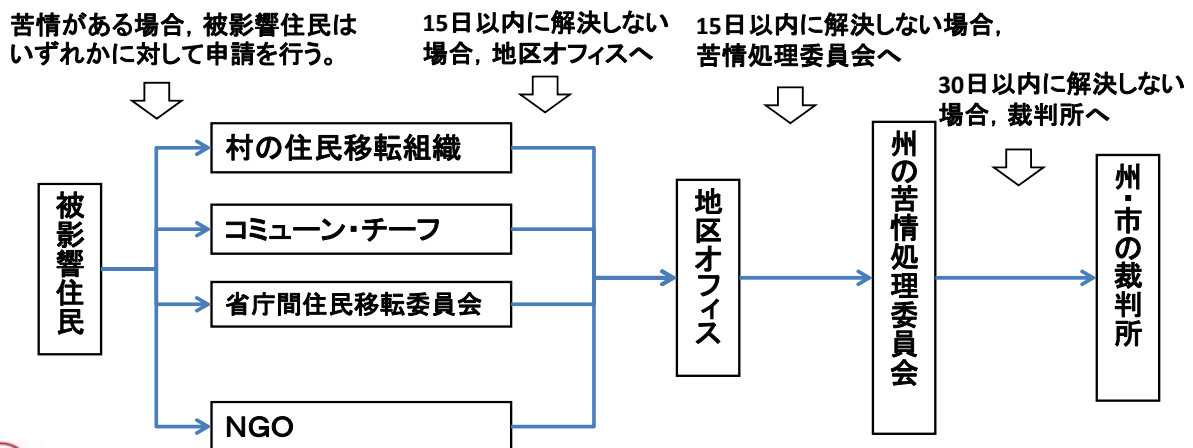 苦情がある場合，被影響住民は
いずれかに対して申請を行う。
15日以内に解決しない
場合，地区オフィスへ
15日以内に解決しない場合，
苦情処理委員会へ
30日以内に解決しない
場合，裁判所へ
被影響住民
村の住民移転組織
コミューン・チーフ
省庁間住民移転委員会
NGO
地区オフィス
州の苦情処理委員会
州・市の裁判所